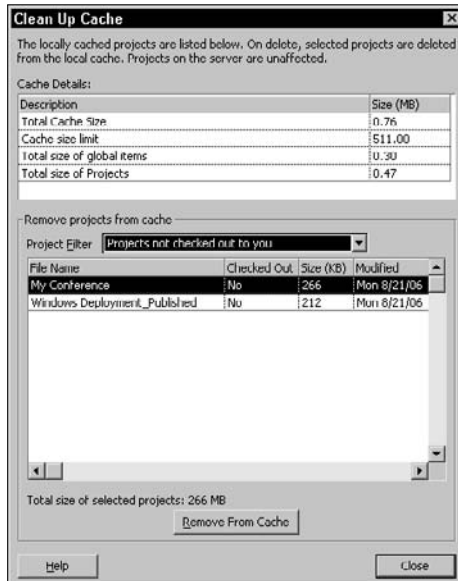 Clean Up Cache
The locally cached projects are listed below. On delete, selected projects are deleted
from the local cache. Projects on the server are unaffected.
Cache Details:
Description Size (MB)
Total Cache Size 0.76
Cache size limit 511.00
Total size of global items 0.30
Total size of Projects 0.47
Remove projects from cache
Project Filter Projects not checked out to you
File Name Checked Out Size (KB) Modified
My Conference No 266 Mon 8/21/06
Windows Deployment_Published No 212 Mon 8/21/06
Total size of selected projects: 266 MB
Remove From Cache
Help Close